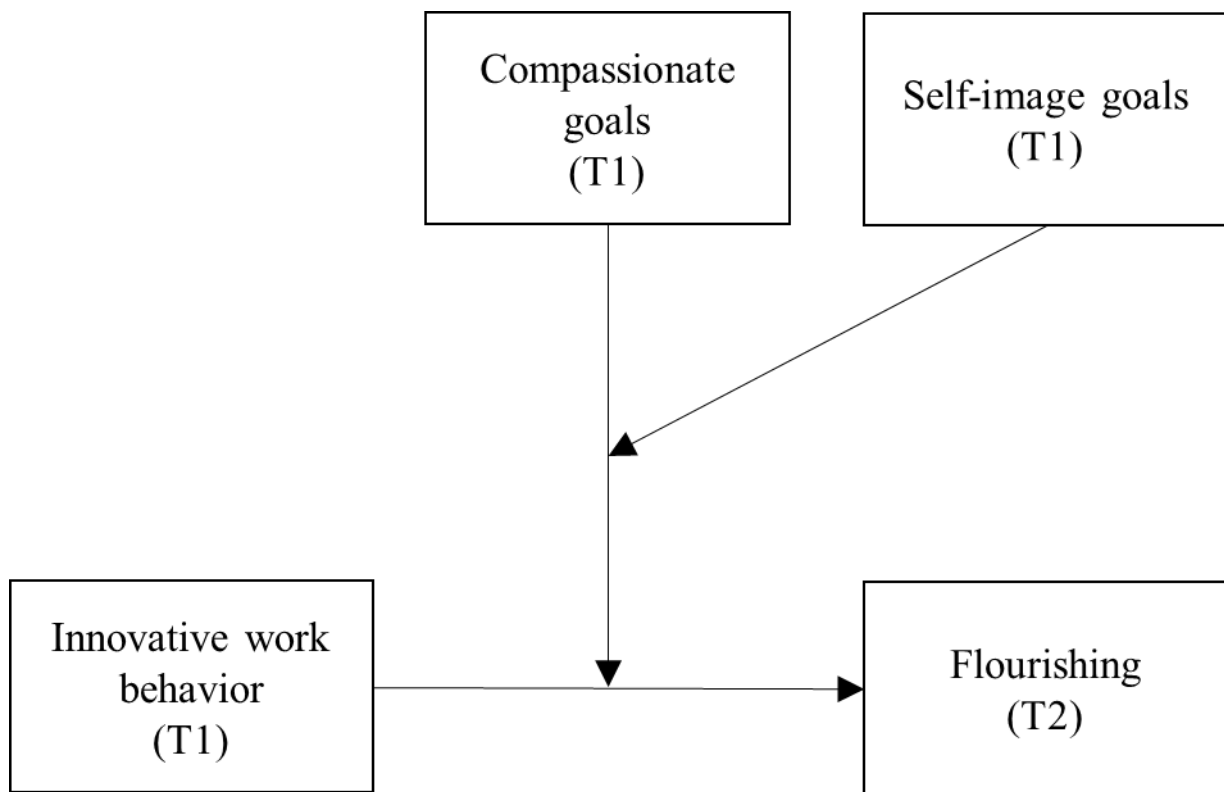 Compassionate
goals
(T1)
Self-image goals
(T1)
Innovative work
behavior
(T1)
Flourishing
(T2)